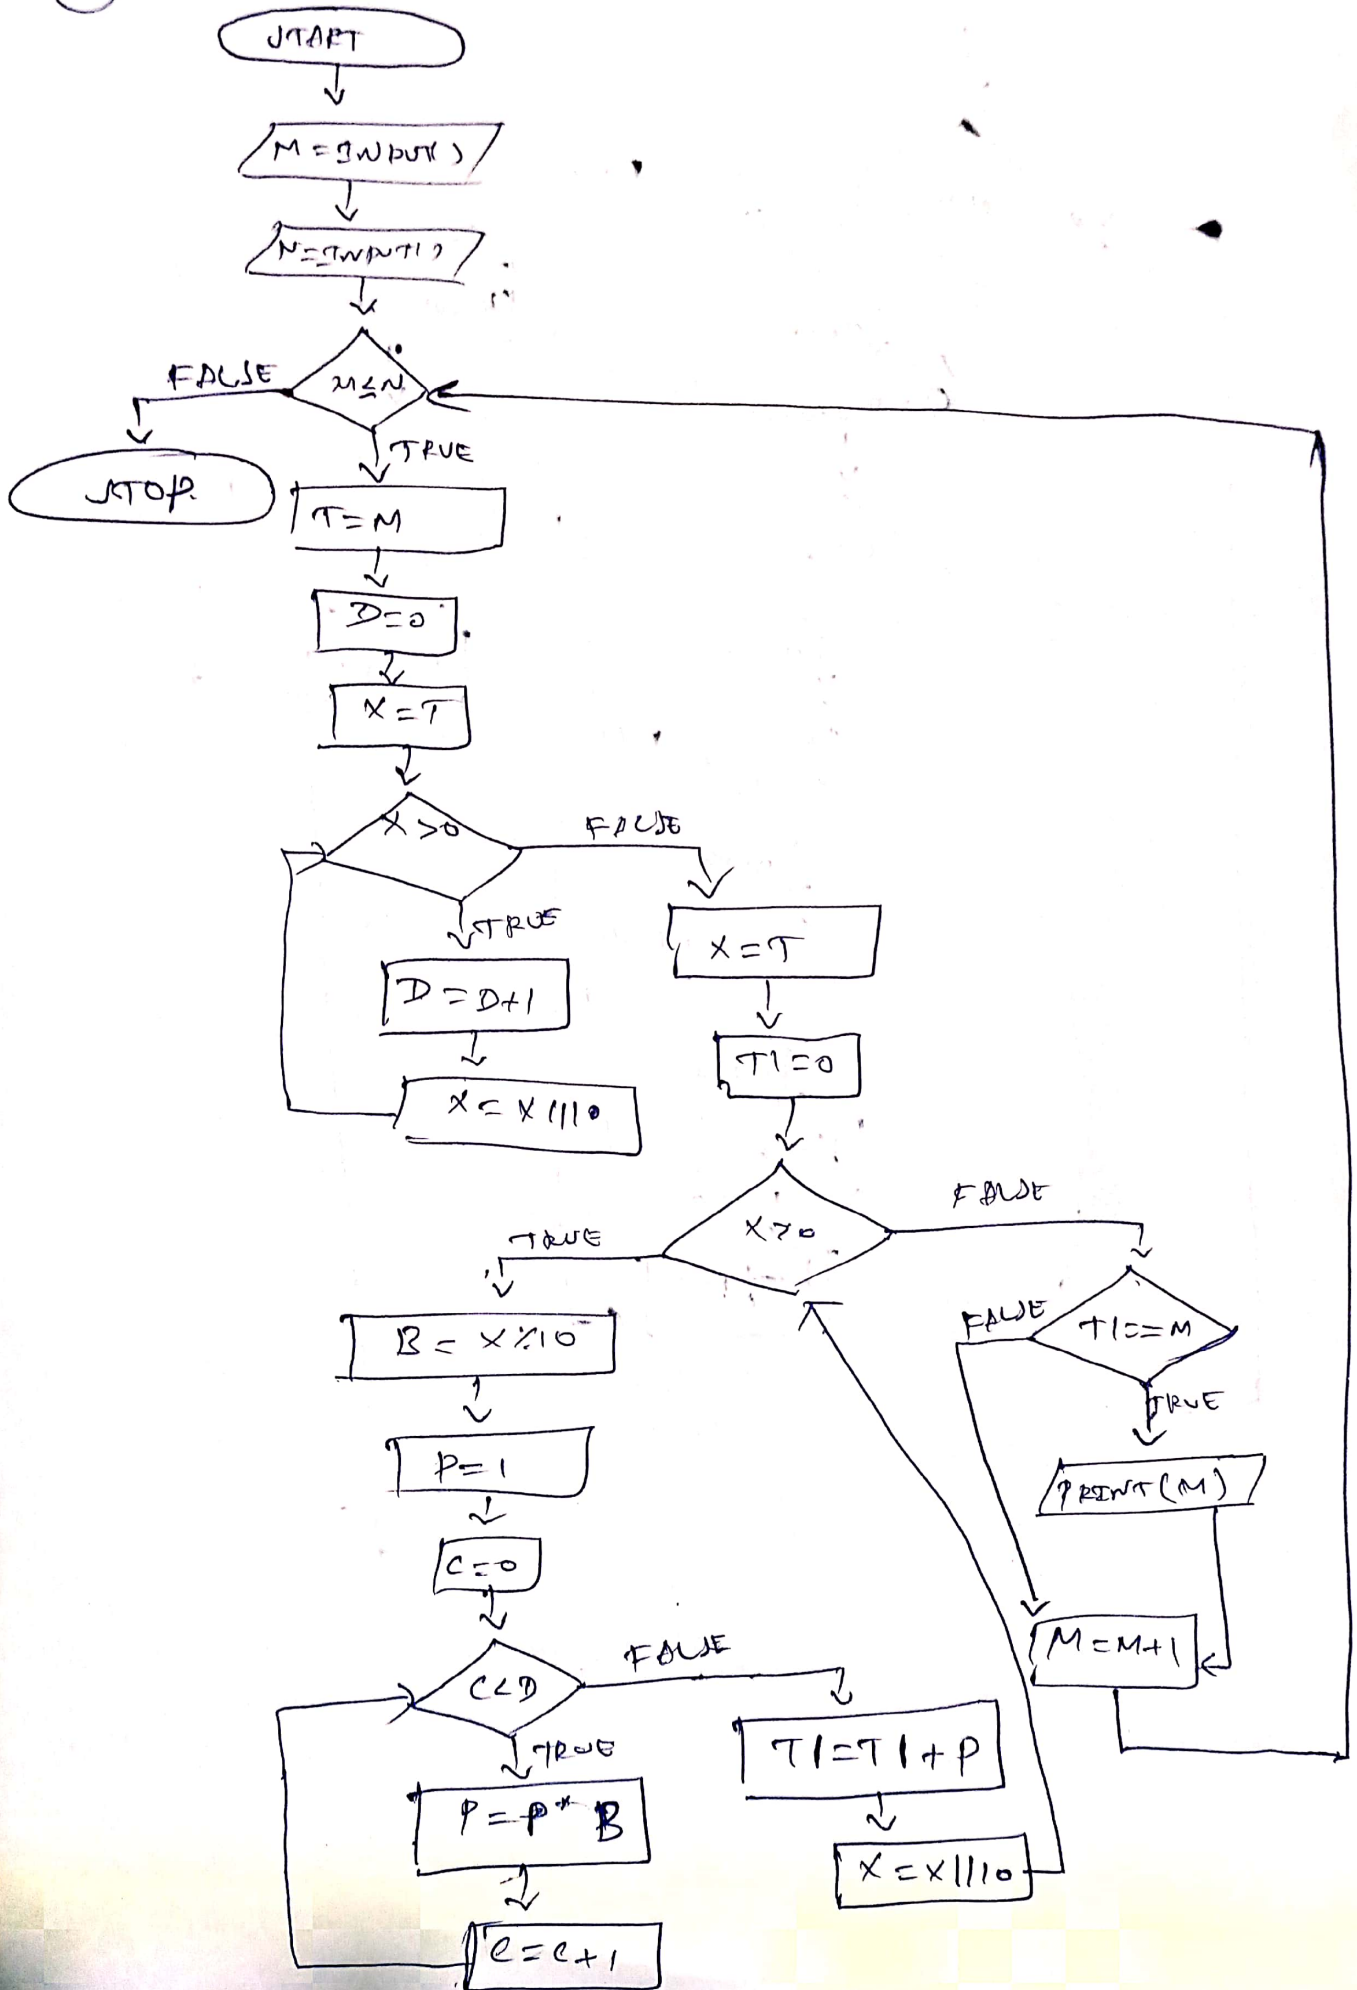 START
M = INPUT( )
N = INPUT( )
FALSE
M ≤ N
TRUE
STOP
T = M
D = 0
X = T
X > 0
FALSE
TRUE
X = T
D = D+1
T1 = 0
X = X // 10
FALSE
X > 0
TRUE
FALSE
T1 == M
B = X % 10
TRUE
P = 1
PRINT (M)
C = 0
M = M+1
FALSE
C < D
TRUE
T1 = T1 + P
P = P * B
X = X // 10
C = C + 1